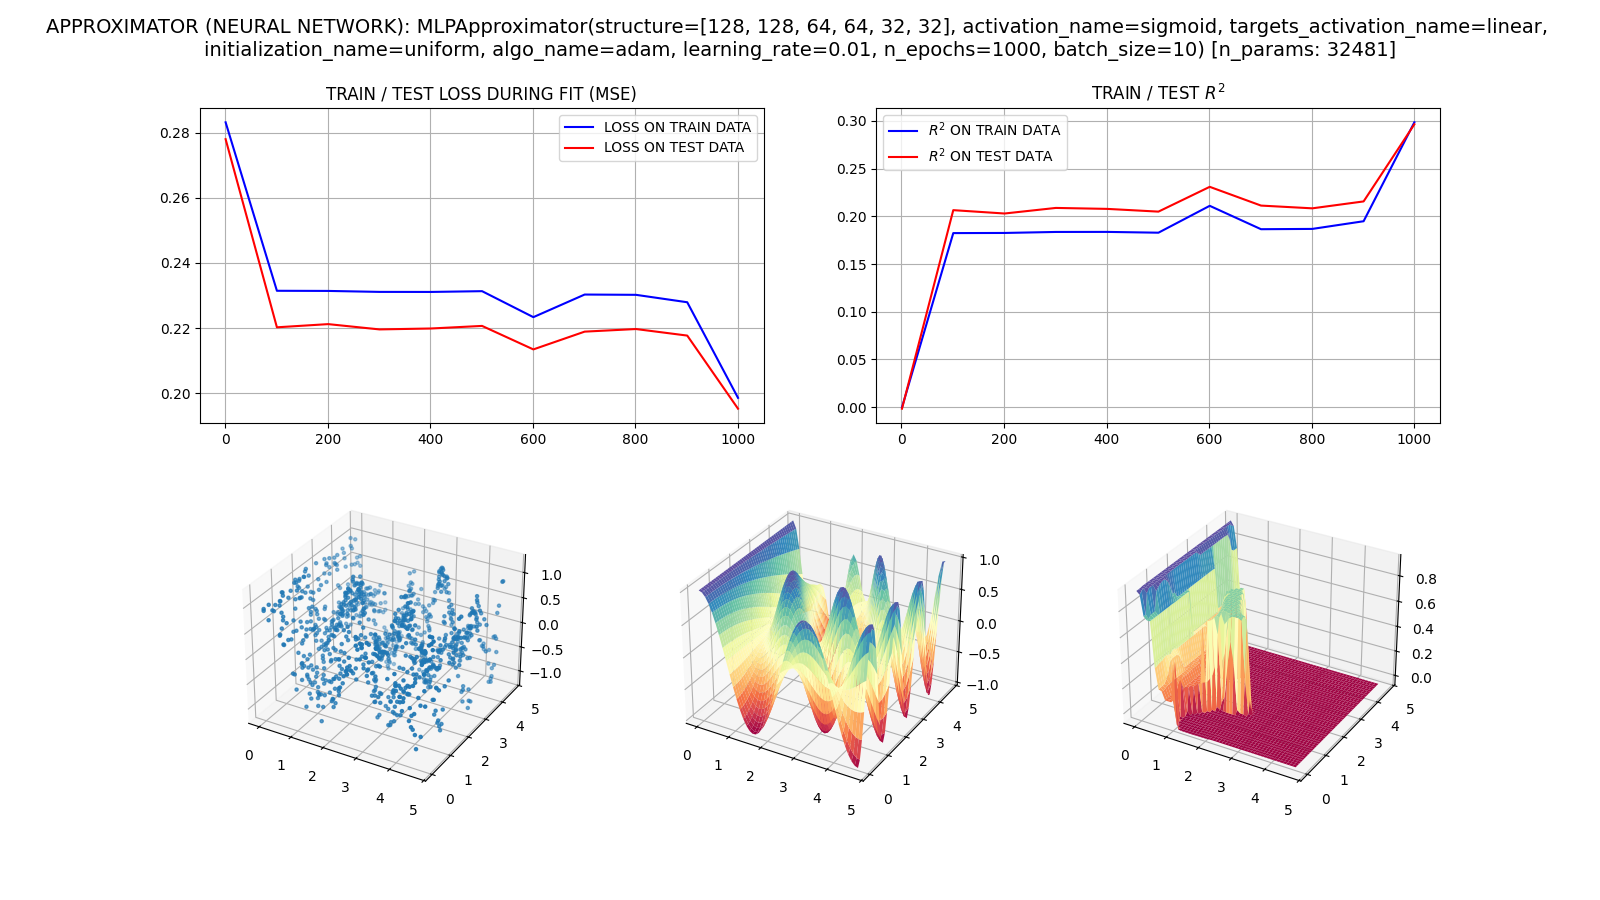 APPROXIMATOR (NEURAL NETWORK): MLPApproximator(structure=[128, 128, 64, 64, 32, 32], activation_name=sigmoid, targets_activation_name=linear,
initialization_name=uniform, algo_name=adam, learning_rate=0.01, n_epochs=1000, batch_size=10) [n_params: 32481]
TRAIN / TEST LOSS DURING FIT (MSE)
LOSS ON TRAIN DATA
LOSS ON TEST DATA
0.28
0.26
0.24
0.22
0.20
0 200 400 600 800 1000
TRAIN / TEST R²
R² ON TRAIN DATA
R² ON TEST DATA
0.30
0.25
0.20
0.15
0.10
0.05
0.00
0 200 400 600 800 1000
1.0
0.5
0.0
−0.5
−1.0
0 1 2 3 4 5
0 1 2 3 4 5
1.0
0.5
0.0
−0.5
−1.0
0 1 2 3 4 5
0 1 2 3 4 5
0.8
0.6
0.4
0.2
0.0
0 1 2 3 4 5
0 1 2 3 4 5